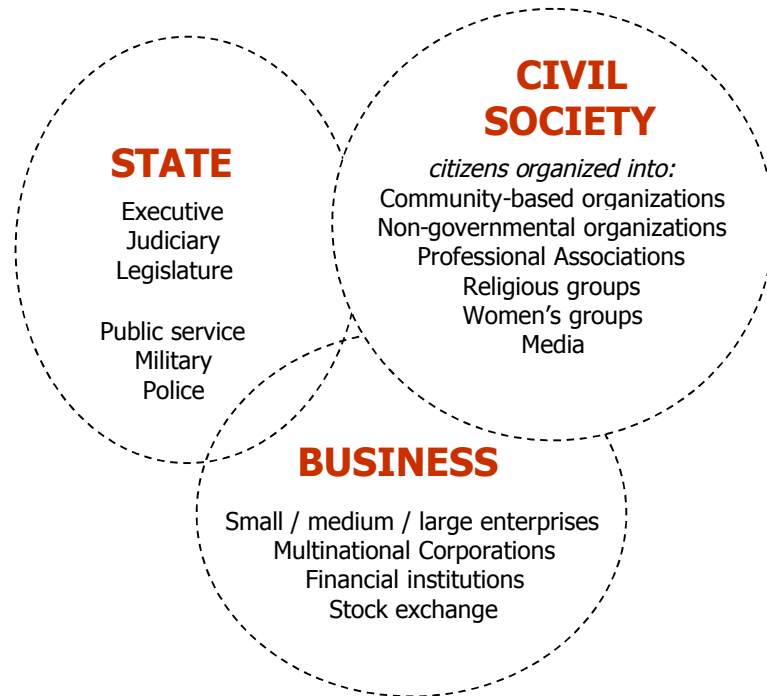 STATE
Executive
Judiciary
Legislature
Public service
Military
Police
CIVIL
SOCIETY
citizens organized into:
Community-based organizations
Non-governmental organizations
Professional Associations
Religious groups
Women’s groups
Media
BUSINESS
Small / medium / large enterprises
Multinational Corporations
Financial institutions
Stock exchange